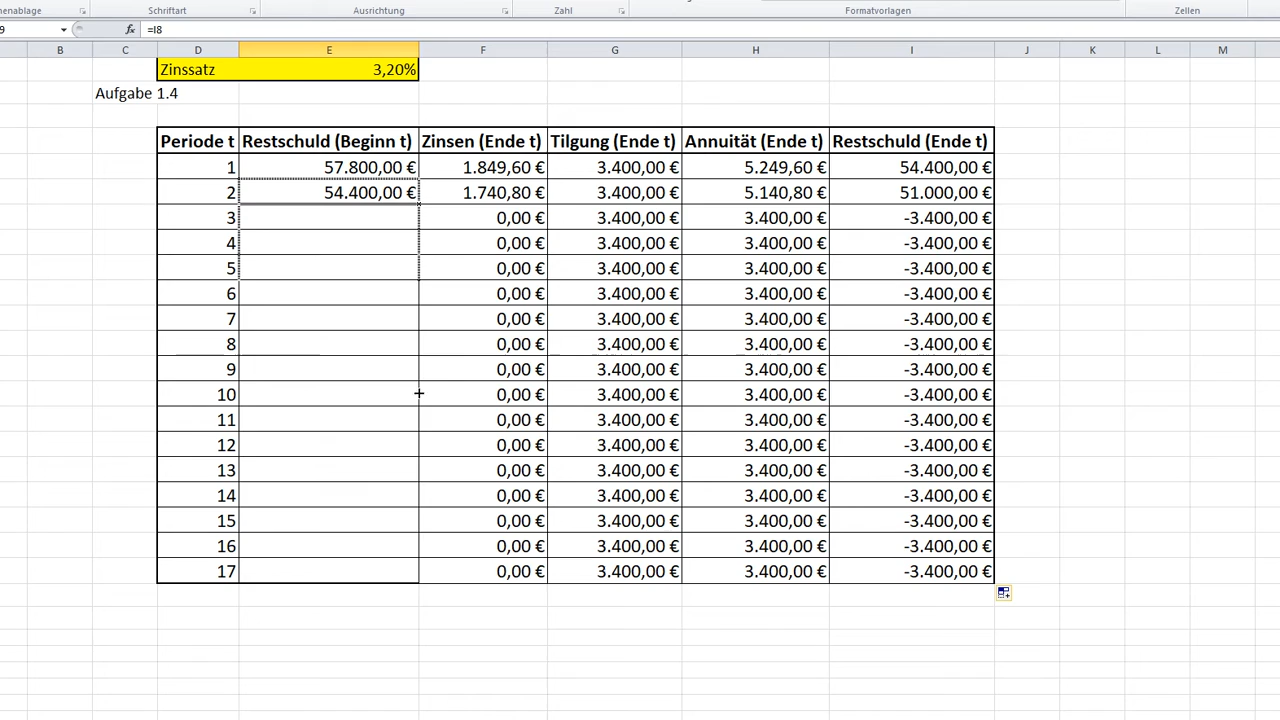 nenablage Schriftart Ausrichtung Zahl Formatvorlagen Zellen
9 fx =I8
B C D E F G H I J K L M
Zinssatz 3,20%
Aufgabe 1.4
Periode t Restschuld (Beginn t) Zinsen (Ende t) Tilgung (Ende t) Annuität (Ende t) Restschuld (Ende t)
1 57.800,00 € 1.849,60 € 3.400,00 € 5.249,60 € 54.400,00 €
2 54.400,00 € 1.740,80 € 3.400,00 € 5.140,80 € 51.000,00 €
3 0,00 € 3.400,00 € 3.400,00 € -3.400,00 €
4 0,00 € 3.400,00 € 3.400,00 € -3.400,00 €
5 0,00 € 3.400,00 € 3.400,00 € -3.400,00 €
6 0,00 € 3.400,00 € 3.400,00 € -3.400,00 €
7 0,00 € 3.400,00 € 3.400,00 € -3.400,00 €
8 0,00 € 3.400,00 € 3.400,00 € -3.400,00 €
9 0,00 € 3.400,00 € 3.400,00 € -3.400,00 €
10 0,00 € 3.400,00 € 3.400,00 € -3.400,00 €
11 0,00 € 3.400,00 € 3.400,00 € -3.400,00 €
12 0,00 € 3.400,00 € 3.400,00 € -3.400,00 €
13 0,00 € 3.400,00 € 3.400,00 € -3.400,00 €
14 0,00 € 3.400,00 € 3.400,00 € -3.400,00 €
15 0,00 € 3.400,00 € 3.400,00 € -3.400,00 €
16 0,00 € 3.400,00 € 3.400,00 € -3.400,00 €
17 0,00 € 3.400,00 € 3.400,00 € -3.400,00 €